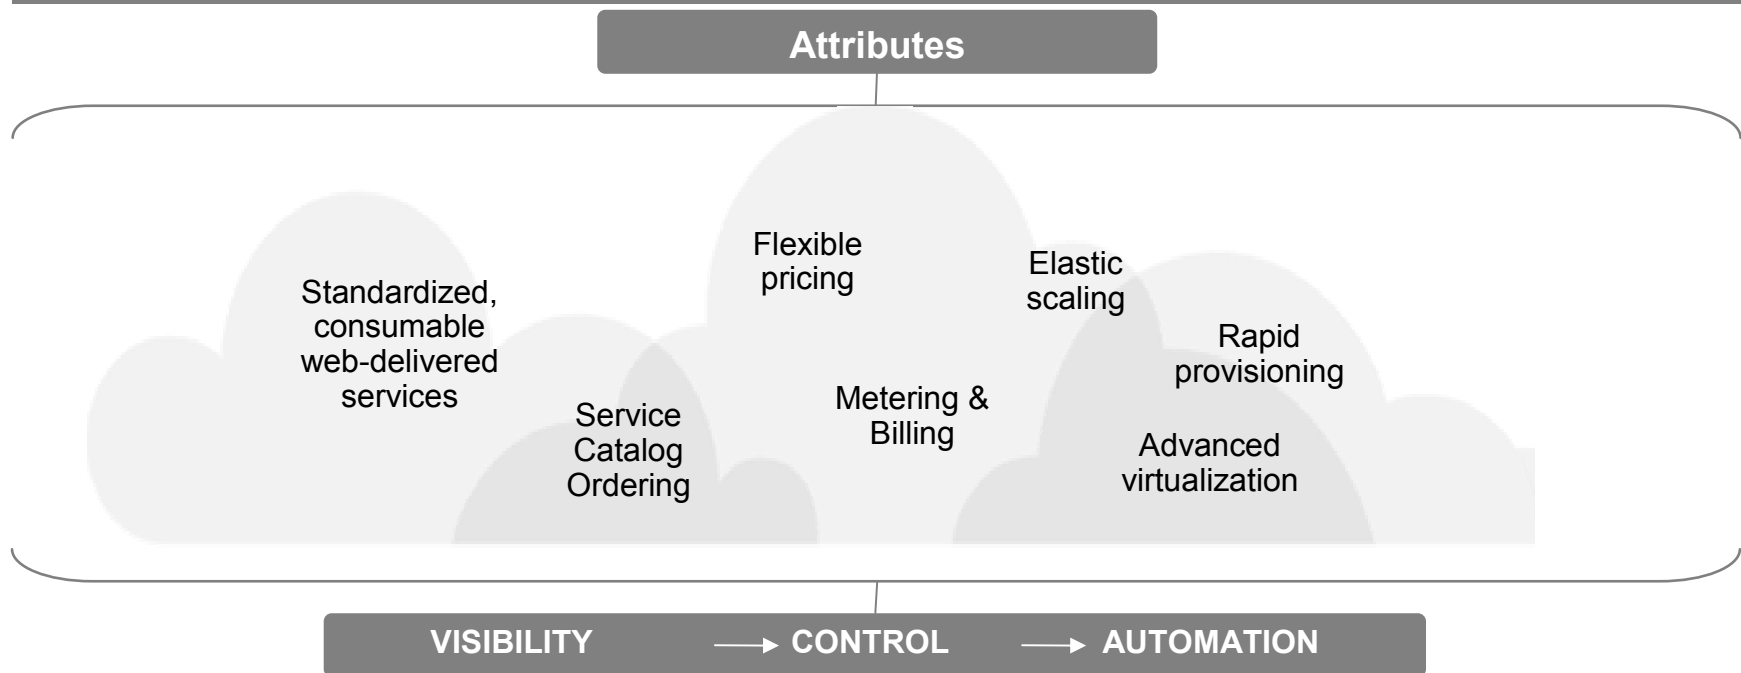 Attributes
Flexible
pricing
Elastic
scaling
Standardized,
consumable
web-delivered
services
Rapid
provisioning
Metering &
Billing
Service
Catalog
Ordering
Advanced
virtualization
VISIBILITY CONTROL AUTOMATION